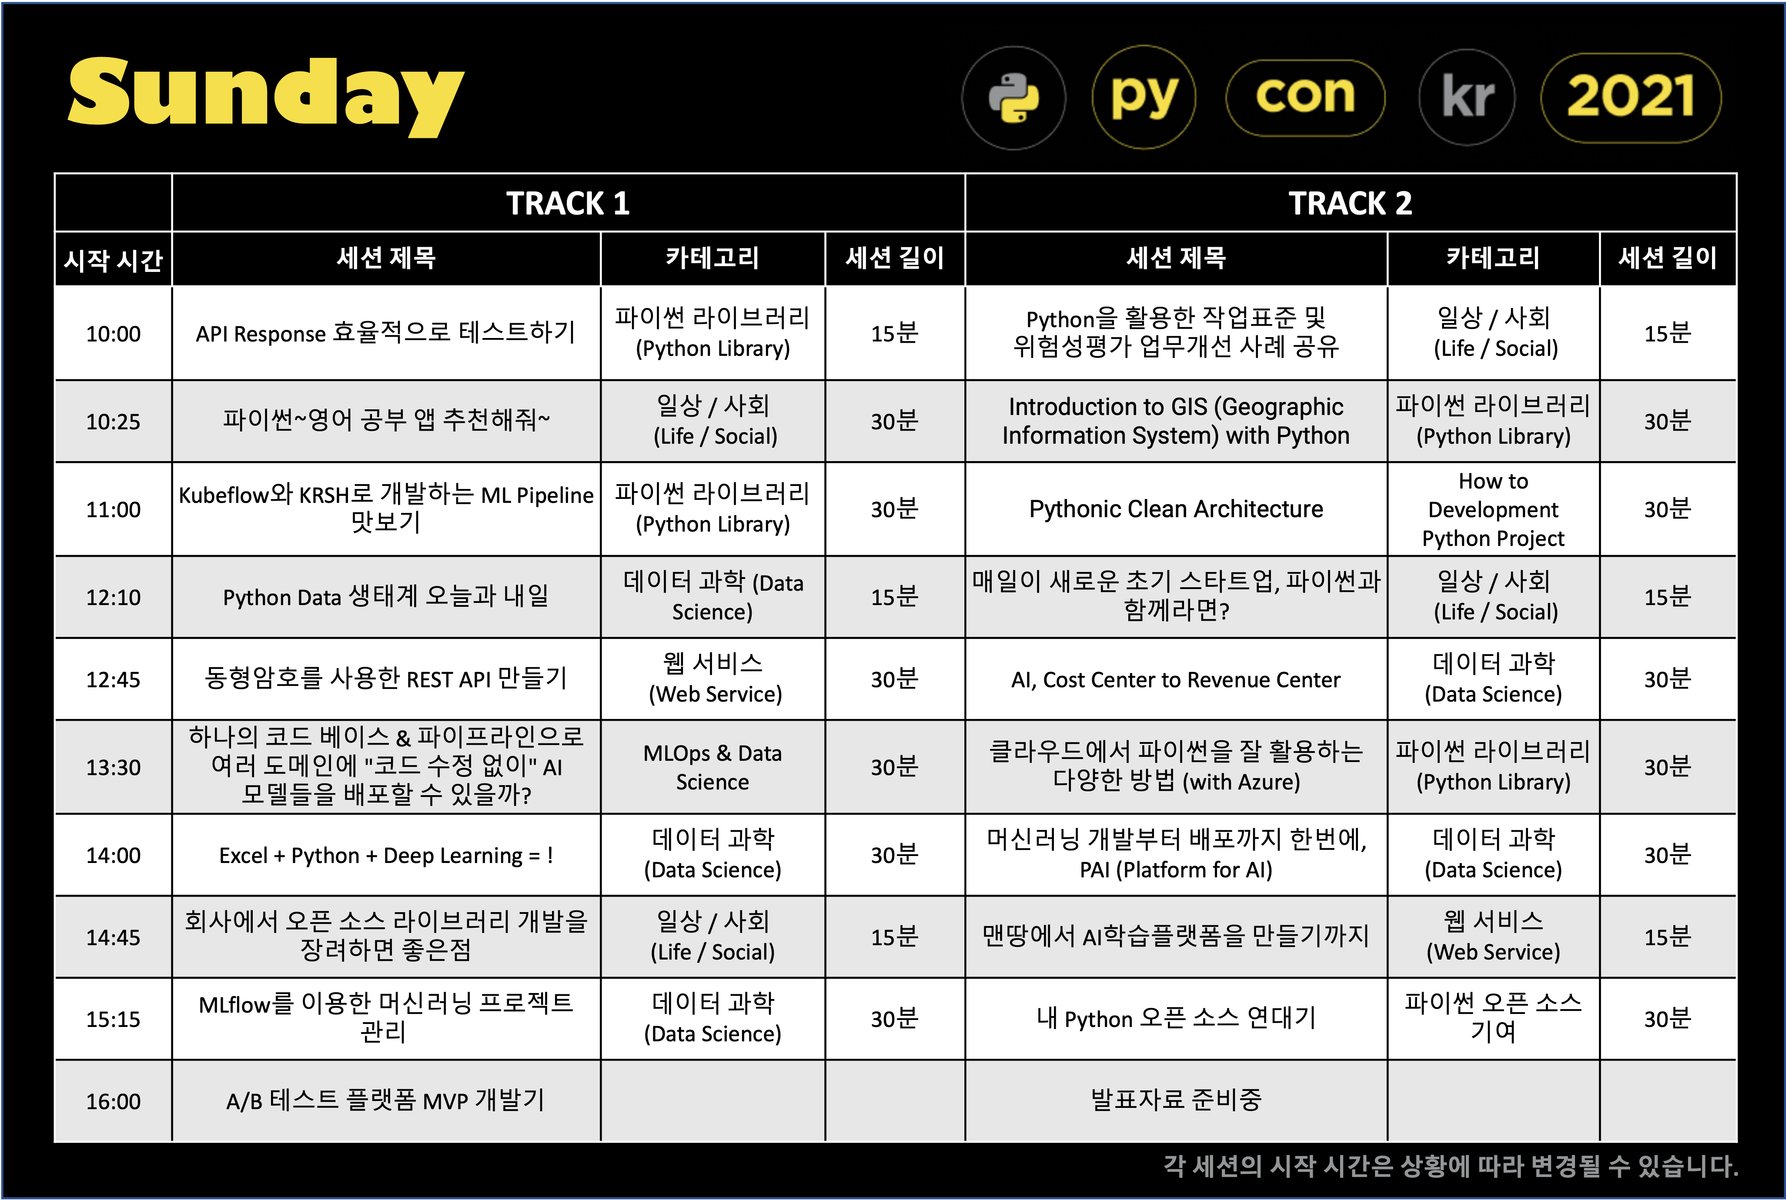 Sunday
py con kr 2021
TRACK 1 TRACK 2
시작 시간 세션 제목 카테고리 세션 길이 세션 제목 카테고리 세션 길이
10:00
API Response 효율적으로 테스트하기
파이썬 라이브러리
(Python Library)
15분
Python을 활용한 작업표준 및
위험성평가 업무개선 사례 공유
일상 / 사회
(Life / Social)
15분
10:25
파이썬~영어 공부 앱 추천해줘~
일상 / 사회
(Life / Social)
30분
Introduction to GIS (Geographic
Information System) with Python
파이썬 라이브러리
(Python Library)
30분
11:00
Kubeflow와 KRSH로 개발하는 ML Pipeline
맛보기
파이썬 라이브러리
(Python Library)
30분
Pythonic Clean Architecture
How to
Development
Python Project
30분
12:10
Python Data 생태계 오늘과 내일
데이터 과학 (Data
Science)
15분
매일이 새로운 초기 스타트업, 파이썬과
함께라면?
일상 / 사회
(Life / Social)
15분
12:45
동형암호를 사용한 REST API 만들기
웹 서비스
(Web Service)
30분
AI, Cost Center to Revenue Center
데이터 과학
(Data Science)
30분
13:30
하나의 코드 베이스 & 파이프라인으로
여러 도메인에 "코드 수정 없이" AI
모델들을 배포할 수 있을까?
MLOps & Data
Science
30분
클라우드에서 파이썬을 잘 활용하는
다양한 방법 (with Azure)
파이썬 라이브러리
(Python Library)
30분
14:00
Excel + Python + Deep Learning = !
데이터 과학
(Data Science)
30분
머신러닝 개발부터 배포까지 한번에,
PAI (Platform for AI)
데이터 과학
(Data Science)
30분
14:45
회사에서 오픈 소스 라이브러리 개발을
장려하면 좋은점
일상 / 사회
(Life / Social)
15분
맨땅에서 AI학습플랫폼을 만들기까지
웹 서비스
(Web Service)
15분
15:15
MLflow를 이용한 머신러닝 프로젝트
관리
데이터 과학
(Data Science)
30분
내 Python 오픈 소스 연대기
파이썬 오픈 소스
기여
30분
16:00
A/B 테스트 플랫폼 MVP 개발기
발표자료 준비중
각 세션의 시작 시간은 상황에 따라 변경될 수 있습니다.